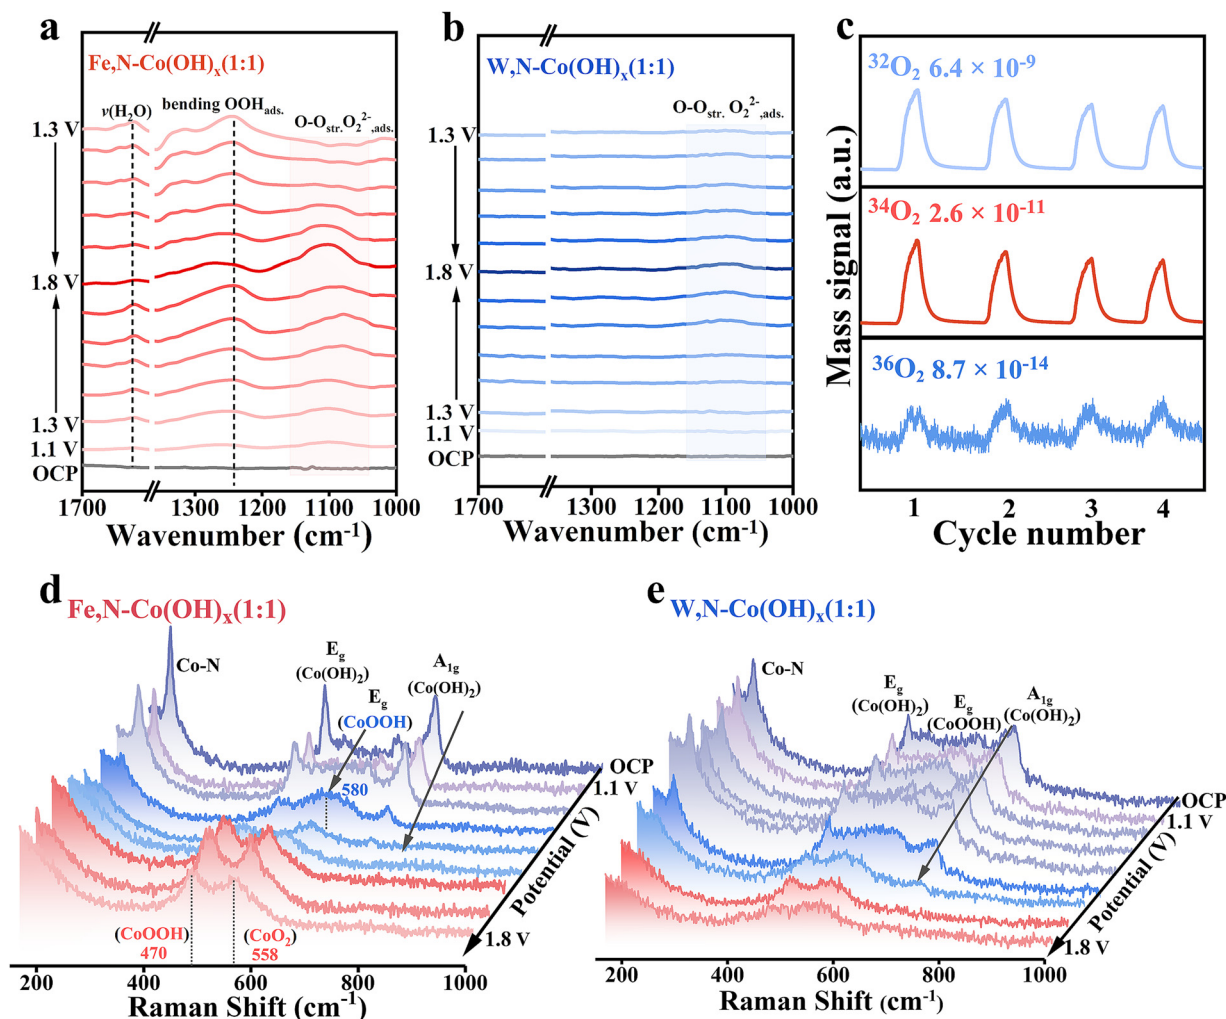 a
Fe,N-Co(OH)ₓ(1:1)
ν(H₂O)
bending OOH_ads.
O-O_str. O₂²⁻,ads.
1.3 V
1.8 V
1.3 V
1.1 V
OCP
1700
1300
1200
1100
1000
Wavenumber (cm⁻¹)
b
W,N-Co(OH)ₓ(1:1)
O-O_str. O₂²⁻,ads.
1.3 V
1.8 V
1.3 V
1.1 V
OCP
1700
1300
1200
1100
1000
Wavenumber (cm⁻¹)
c
Mass signal (a.u.)
³²O₂ 6.4 × 10⁻⁹
³⁴O₂ 2.6 × 10⁻¹¹
³⁶O₂ 8.7 × 10⁻¹⁴
1
2
3
4
Cycle number
d
Fe,N-Co(OH)ₓ(1:1)
Co-N
E_g
(Co(OH)₂)
E_g
(CoOOH)
A₁g
(Co(OH)₂)
580
OCP
1.1 V
Potential (V)
1.8 V
(CoOOH)
470
(CoO₂)
558
200
400
600
800
1000
Raman Shift (cm⁻¹)
e
W,N-Co(OH)ₓ(1:1)
Co-N
E_g
(Co(OH)₂)
E_g
(CoOOH)
A₁g
(Co(OH)₂)
OCP
1.1 V
Potential (V)
1.8 V
200
400
600
800
1000
Raman Shift (cm⁻¹)